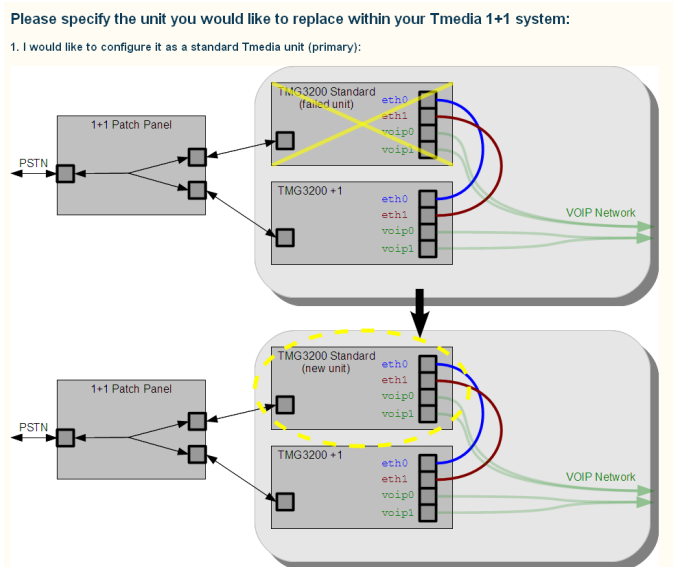 Please specify the unit you would like to replace within your Tmedia 1+1 system:
1. I would like to configure it as a standard Tmedia unit (primary):
TMG3200 Standard
(failed unit)
eth0
eth1
voip0
voip1
1+1 Patch Panel
PSTN
TMG3200 +1
eth0
eth1
voip0
voip1
VOIP Network
TMG3200 Standard
(new unit)
eth0
eth1
voip0
voip1
1+1 Patch Panel
PSTN
TMG3200 +1
eth0
eth1
voip0
voip1
VOIP Network